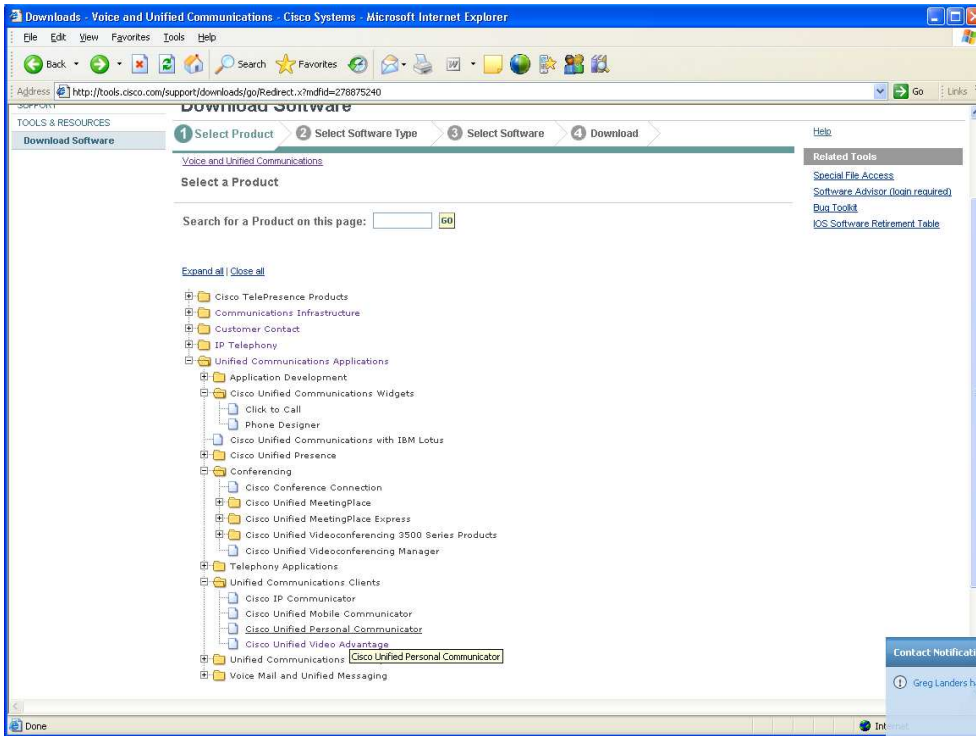 Downloads - Voice and Unified Communications - Cisco Systems - Microsoft Internet Explorer
File Edit View Favorites Tools Help
Back Search Favorites
Address http://tools.cisco.com/support/downloads/go/Redirect.x?mdfid=278875240 Go Links
SUPPORT
Download Software
TOOLS & RESOURCES
Download Software
1 Select Product 2 Select Software Type 3 Select Software 4 Download
Help
Voice and Unified Communications
Related Tools
Select a Product
Special File Access
Software Advisor (login required)
Bug Toolkit
IOS Software Retirement Table
Search for a Product on this page: GO
Expand all | Close all
Cisco TelePresence Products
Communications Infrastructure
Customer Contact
IP Telephony
Unified Communications Applications
Application Development
Cisco Unified Communications Widgets
Click to Call
Phone Designer
Cisco Unified Communications with IBM Lotus
Cisco Unified Presence
Conferencing
Cisco Conference Connection
Cisco Unified MeetingPlace
Cisco Unified MeetingPlace Express
Cisco Unified Videoconferencing 3500 Series Products
Cisco Unified Videoconferencing Manager
Telephony Applications
Unified Communications Clients
Cisco IP Communicator
Cisco Unified Mobile Communicator
Cisco Unified Personal Communicator
Cisco Unified Video Advantage
Cisco Unified Personal Communicator
Unified Communications
Voice Mail and Unified Messaging
Contact Notificati
Greg Landers h
Done